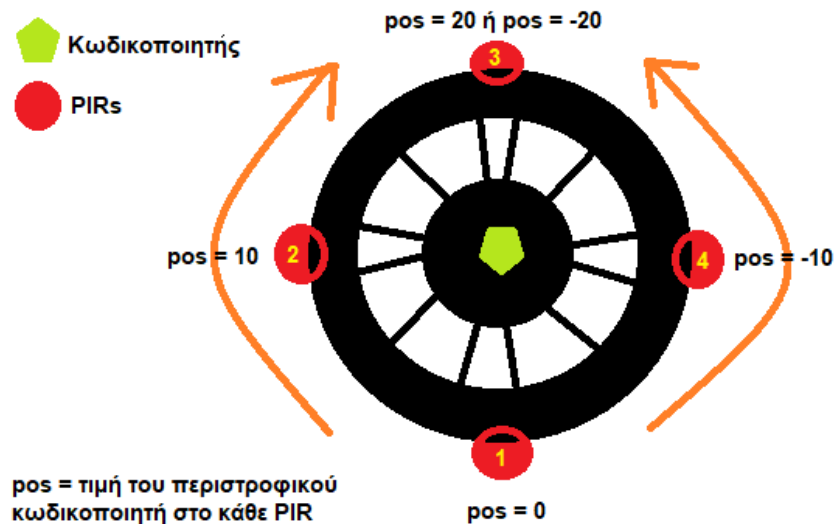 pos = 20 ή pos = -20
Κωδικοποιητής
3
PIRs
2
4
pos = 10
pos = -10
1
pos = τιμή του περιστροφικού
κωδικοποιητή στο κάθε PIR
pos = 0